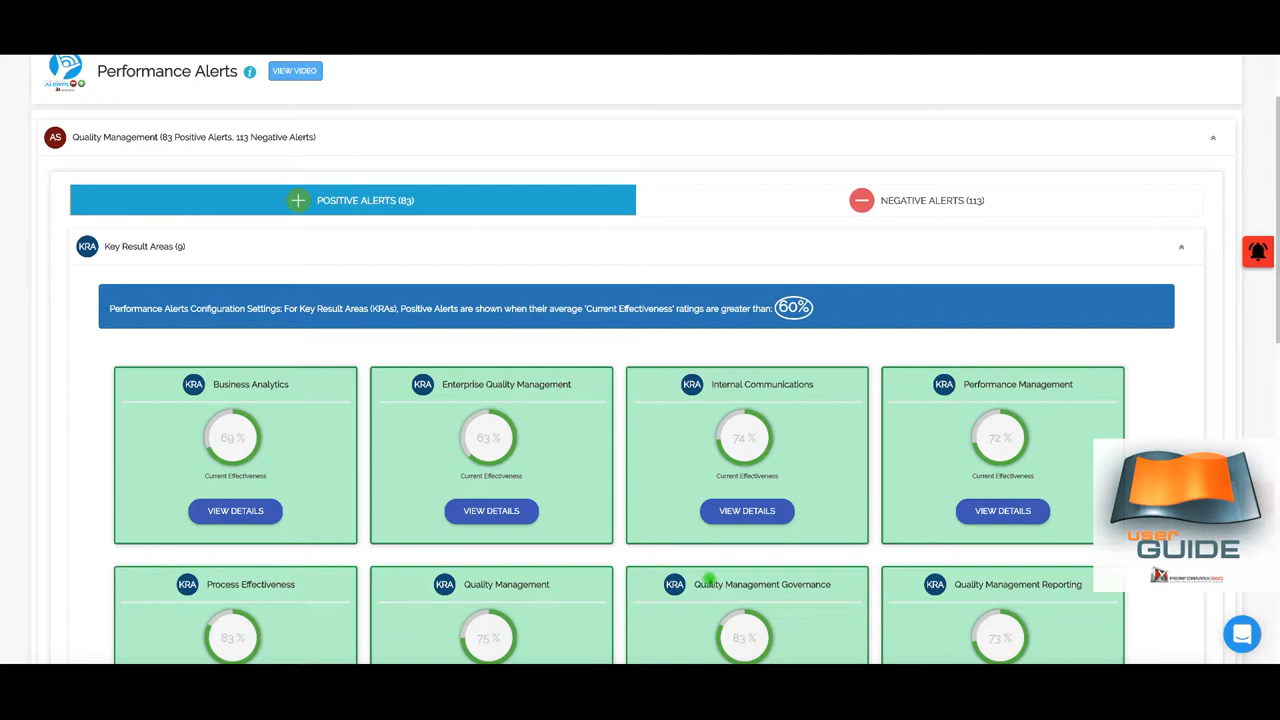 Performance Alerts
VIEW VIDEO
ALERTS
AS Quality Management (83 Positive Alerts, 113 Negative Alerts)
POSITIVE ALERTS (83)
NEGATIVE ALERTS (113)
KRA Key Result Areas (9)
Performance Alerts Configuration Settings: For Key Result Areas (KRAs), Positive Alerts are shown when their average 'Current Effectiveness' ratings are greater than: 60%
KRA Business Analytics
69 %
Current Effectiveness
VIEW DETAILS
KRA Enterprise Quality Management
63 %
Current Effectiveness
VIEW DETAILS
KRA Internal Communications
74 %
Current Effectiveness
VIEW DETAILS
KRA Performance Management
72 %
Current Effectiveness
VIEW DETAILS
KRA Process Effectiveness
83 %
KRA Quality Management
75 %
KRA Quality Management Governance
83 %
KRA Quality Management Reporting
73 %
user
GUIDE
PERFORMAX360